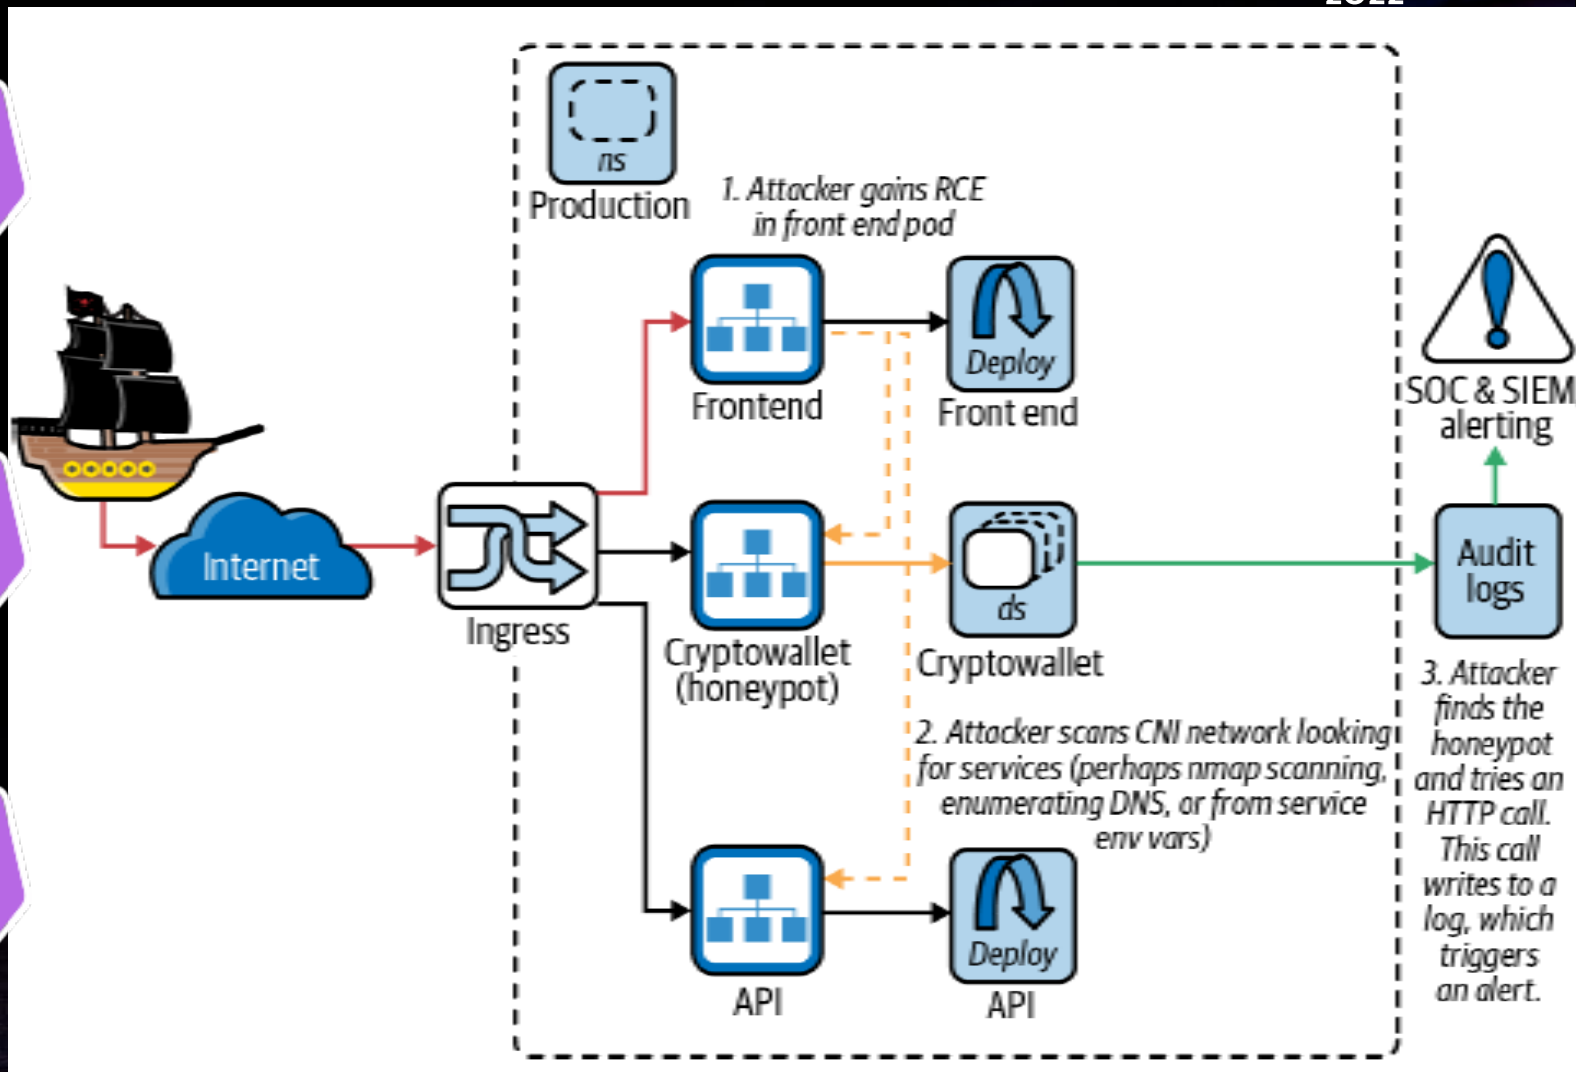 2022
ns
Production
1. Attacker gains RCE
in front end pod
Frontend
Deploy
Front end
SOC & SIEM
alerting
Internet
Ingress
Cryptowallet
(honeypot)
ds
Cryptowallet
Audit
logs
2. Attacker scans CNI network looking
for services (perhaps nmap scanning,
enumerating DNS, or from service
env vars)
3. Attacker
finds the
honeypot
and tries an
HTTP call.
This call
writes to a
log, which
triggers
an alert.
API
Deploy
API